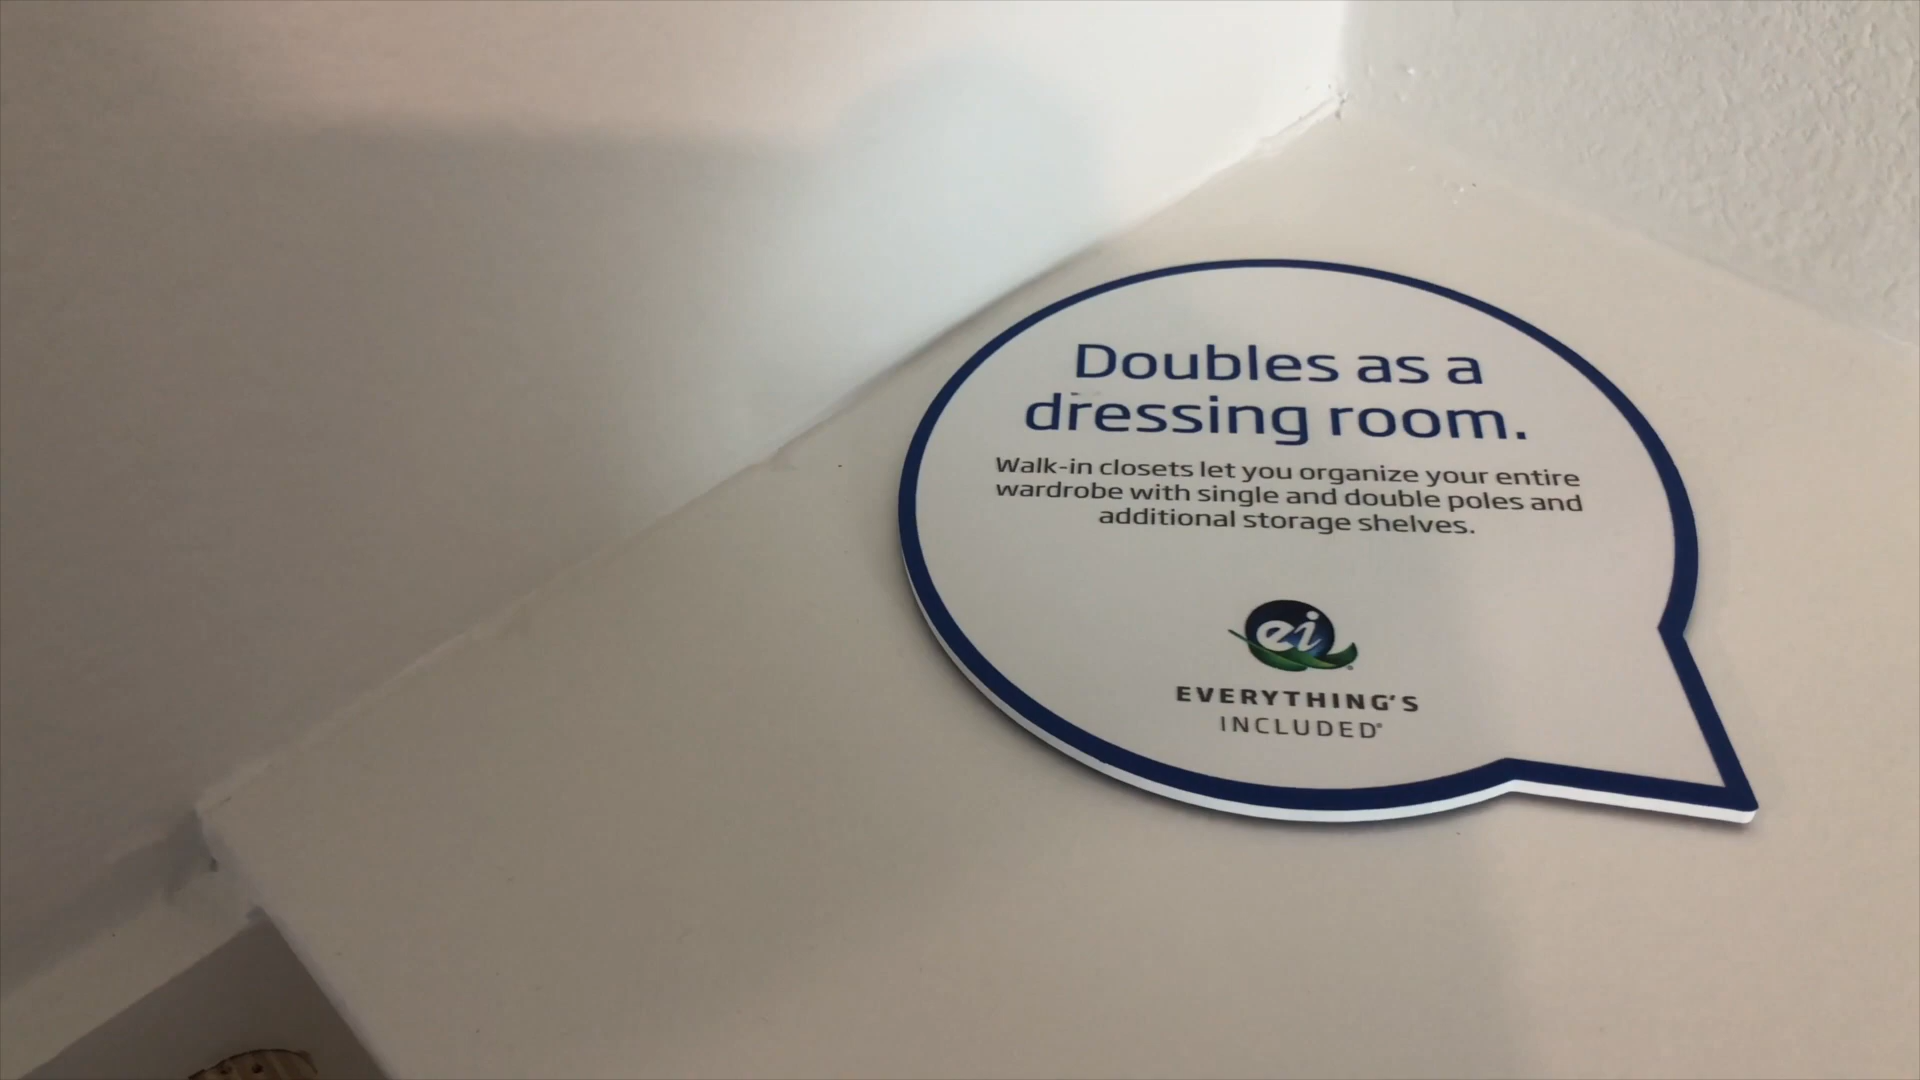 Doubles as a
dressing room.
Walk-in closets let you organize your entire
wardrobe with single and double poles and
additional storage shelves.
ei
EVERYTHING'S
INCLUDED®